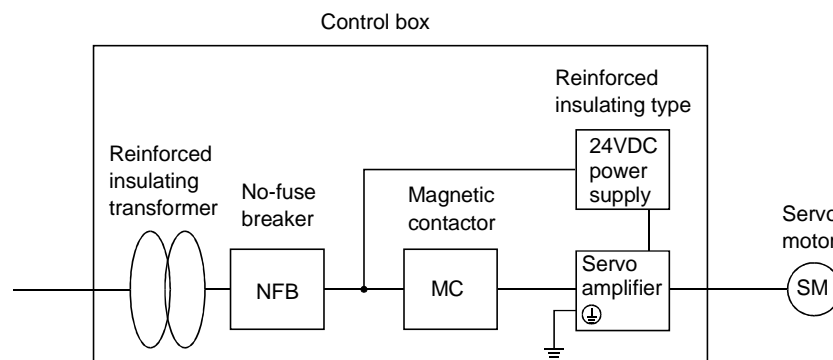 Control box
Reinforced
insulating type
24VDC
power
supply
Reinforced
insulating
transformer
No-fuse
breaker
Magnetic
contactor
Servo
motor
NFB
MC
Servo
amplifier
SM